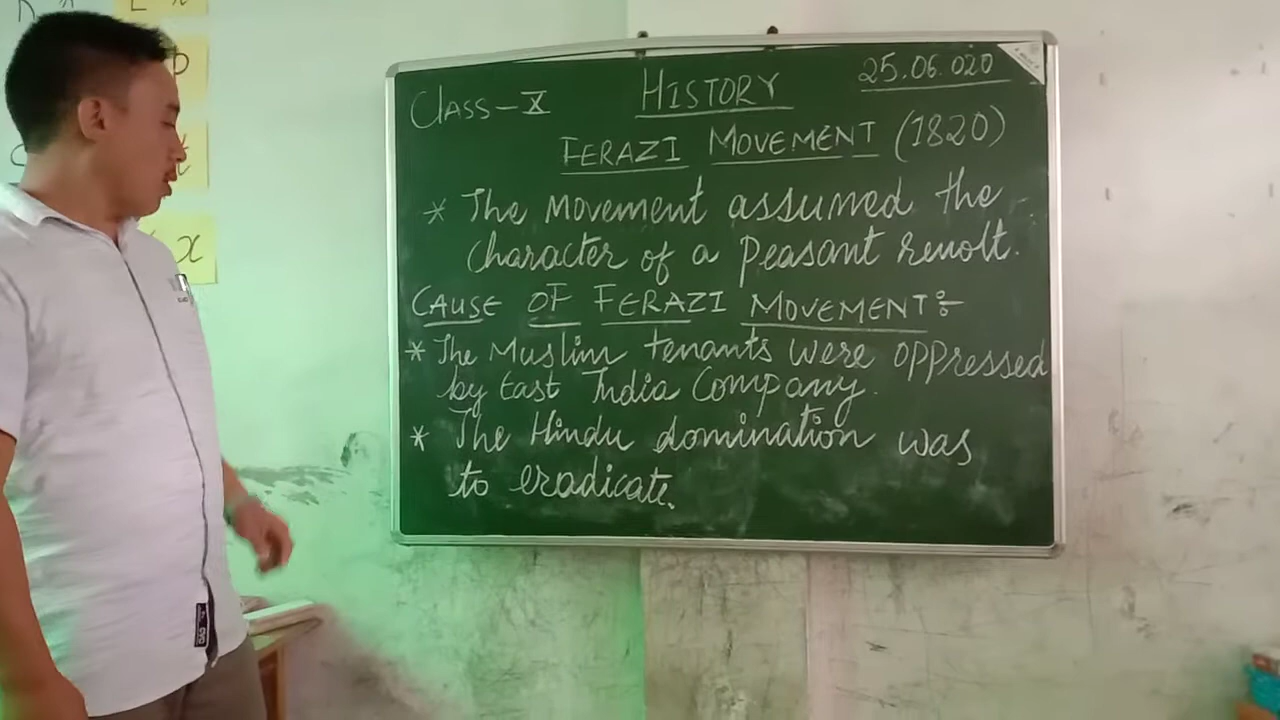 Class-X HISTORY 25.06.020
FERAZI MOVEMENT (1820)
* The Movement assumed the
character of a Peasant revolt.
CAUSE OF FERAZI MOVEMENT:-
* The Muslim tenants were oppressed
by East India Company.
* The Hindu domination was
to eradicate.